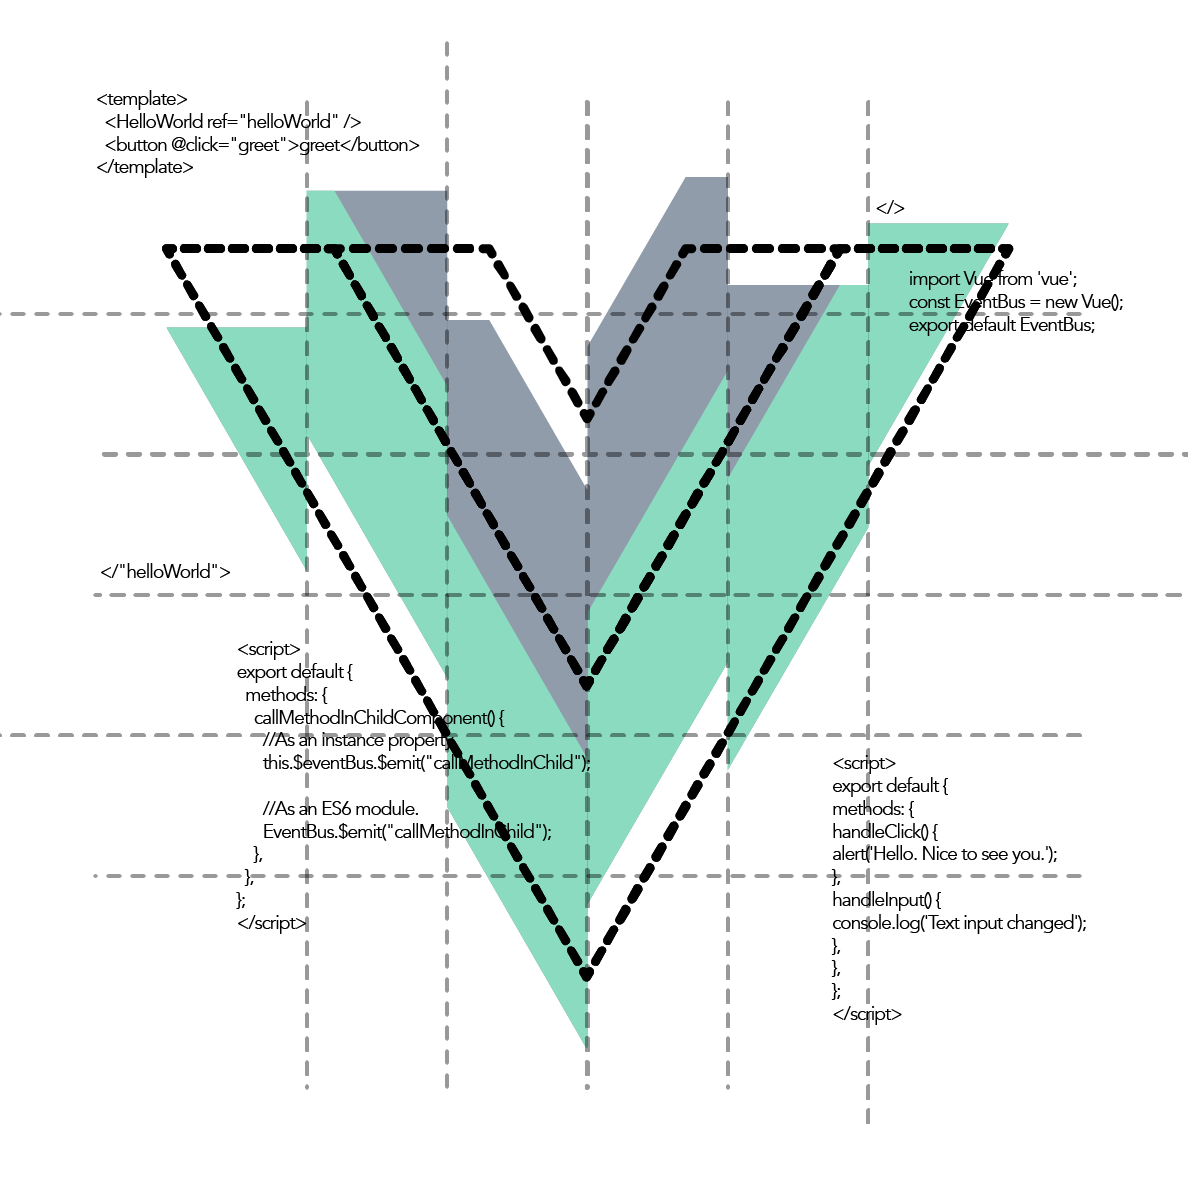 <template>
<HelloWorld ref="helloWorld" />
<button @click="greet">greet</button>
</template>
</>
import Vue from 'vue';
const EventBus = new Vue();
export default EventBus;
</"helloWorld">
<script>
export default {
methods: {
callMethodInChildComponent() {
//As an instance property
this.$eventBus.$emit("callMethodInChild");
//As an ES6 module.
EventBus.$emit("callMethodInChild");
},
},
};
</script>
<script>
export default {
methods: {
handleClick() {
alert('Hello. Nice to see you.');
},
handleInput() {
console.log('Text input changed');
},
},
};
</script>